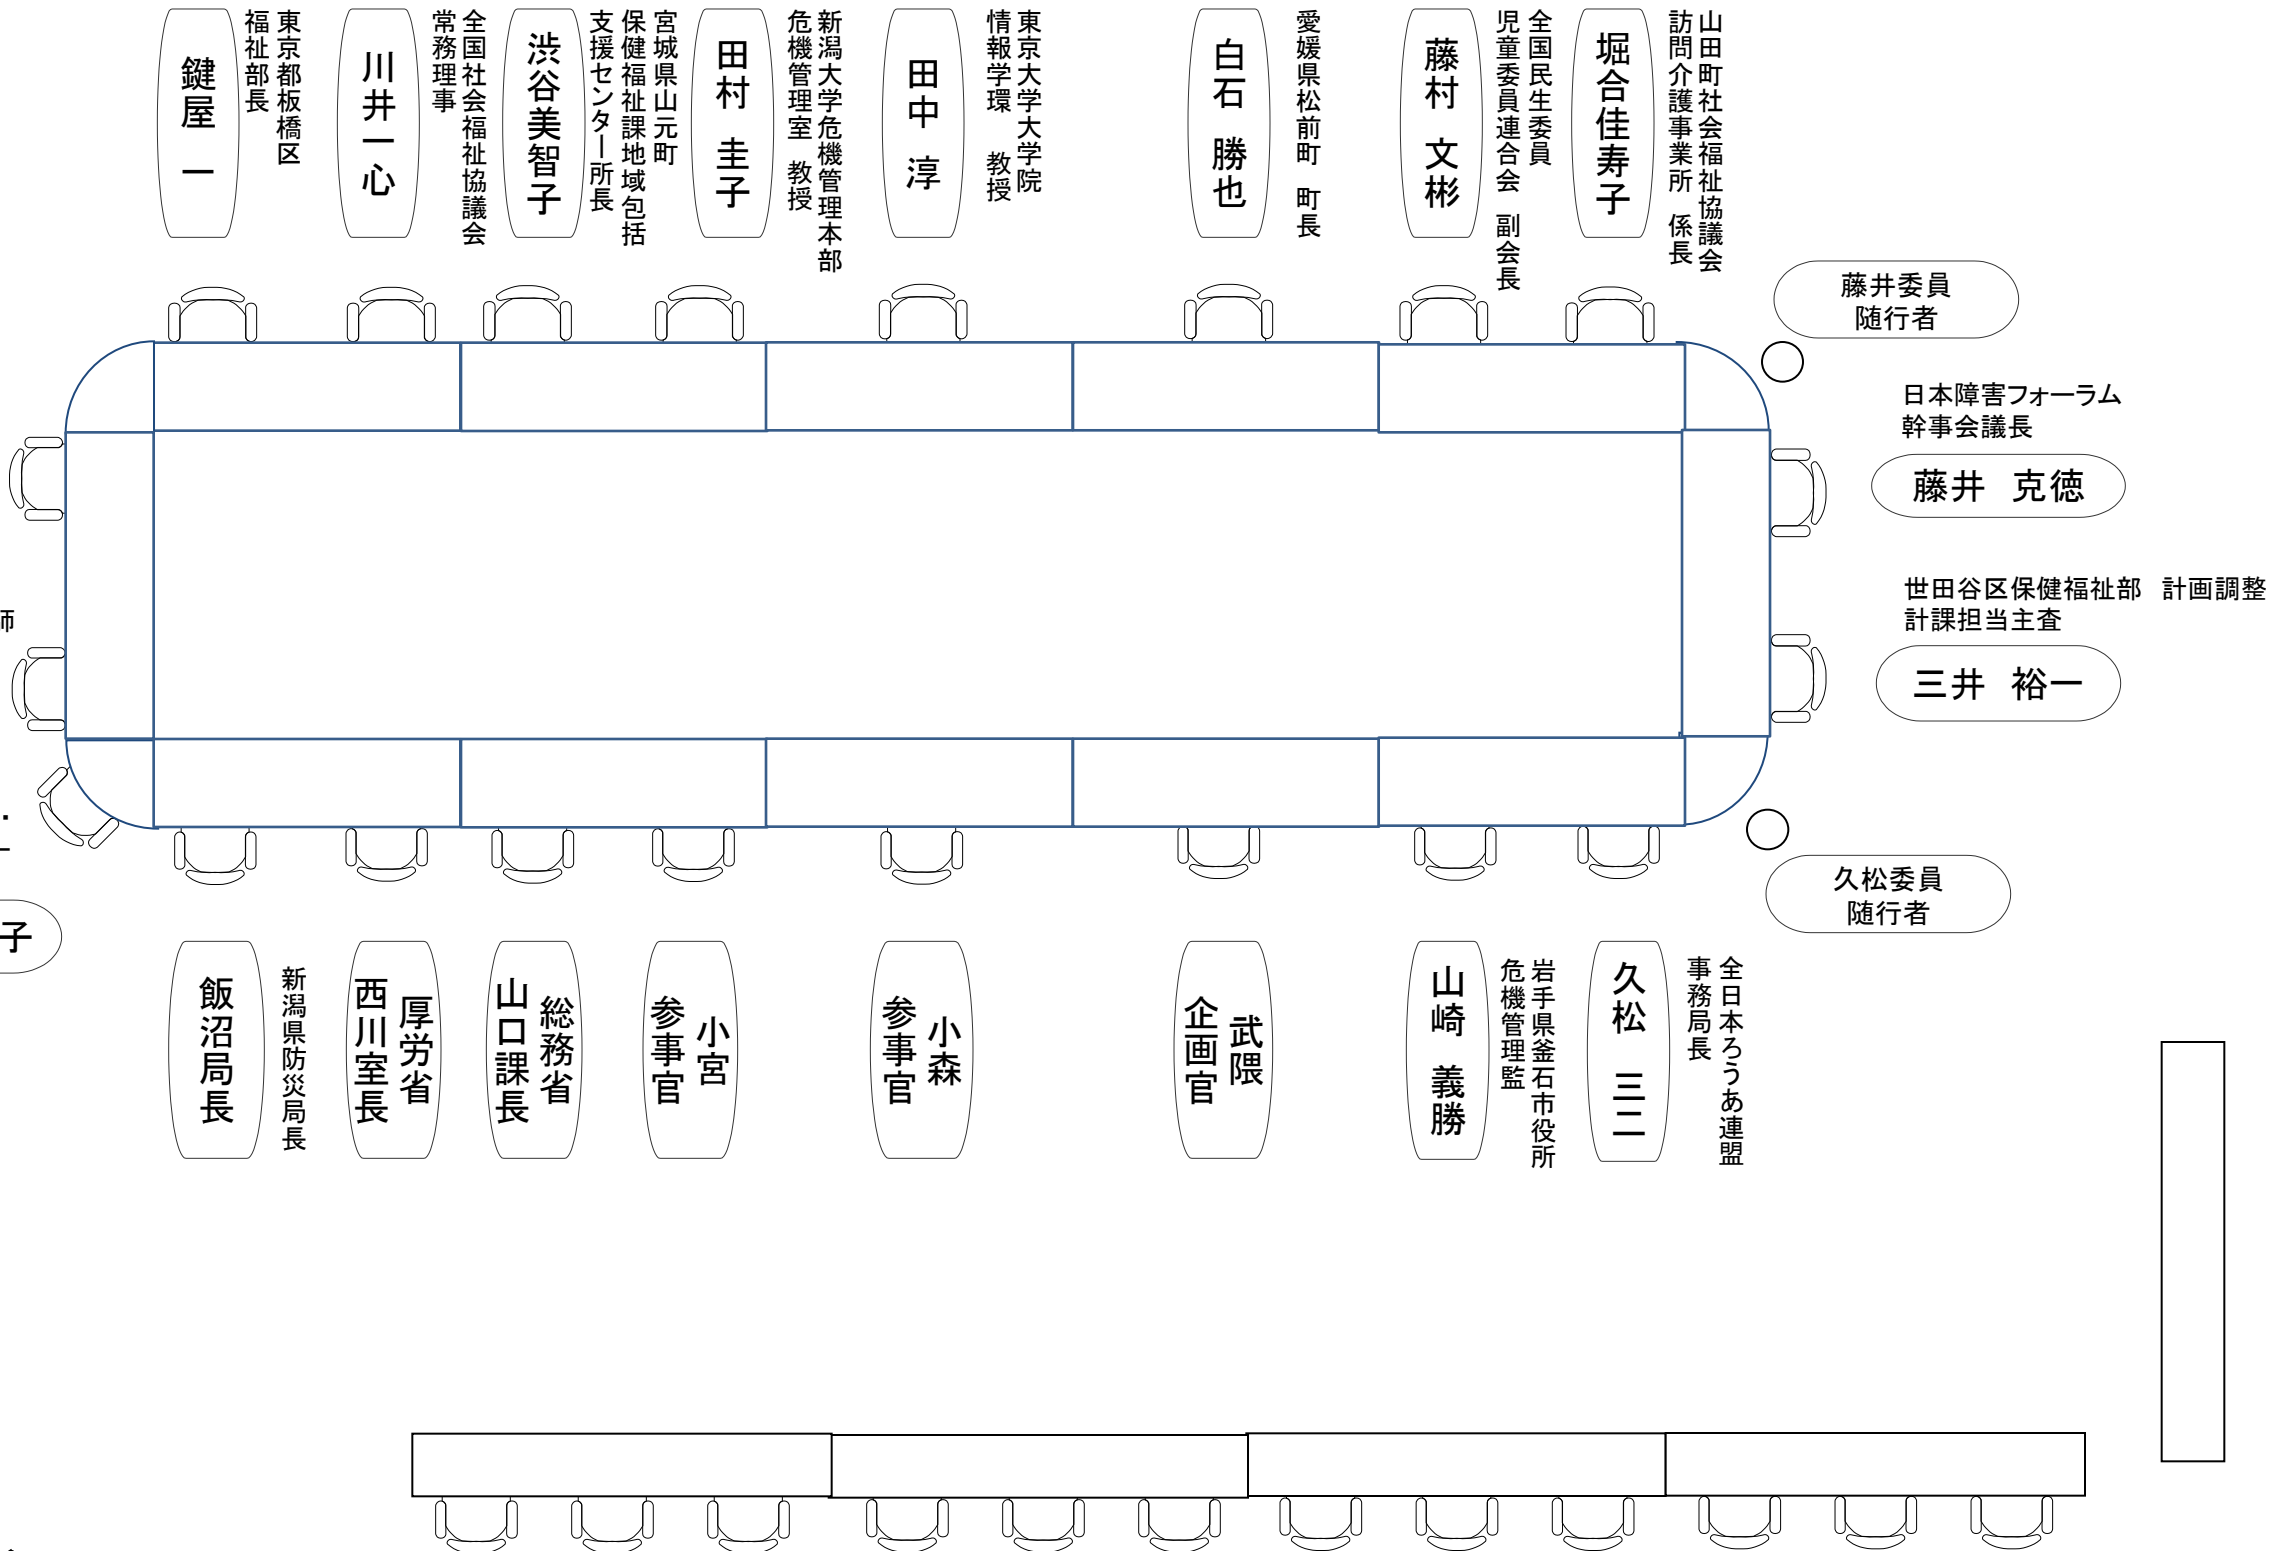 鍵屋 一
東京都板橋区
福祉部長
川井一心
全国社会福祉協議会
常務理事
渋谷美智子
宮城県山元町
保健福祉課地域包括
支援センター所長
田村 圭子
新潟大学危機管理本部
危機管理室 教授
田中 淳
東京大学大学院
情報学環 教授
白石 勝也
愛媛県松前町 町長
藤村 文彬
全国民生委員
児童委員連合会 副会長
堀合佳寿子
山田町社会福祉協議会
訪問介護事業所 係長
藤井委員
随行者
日本障害フォーラム
幹事会議長
藤井 克徳
世田谷区保健福祉部 計画調整
計課担当主査
三井 裕一
久松委員
随行者
師
子
飯沼局長
新潟県防災局長
厚労省
西川室長
総務省
山口課長
小宮
参事官
小森
参事官
武隈
企画官
山崎 義勝
岩手県釜石市役所
危機管理監
久松 三二
全日本ろうあ連盟
事務局長